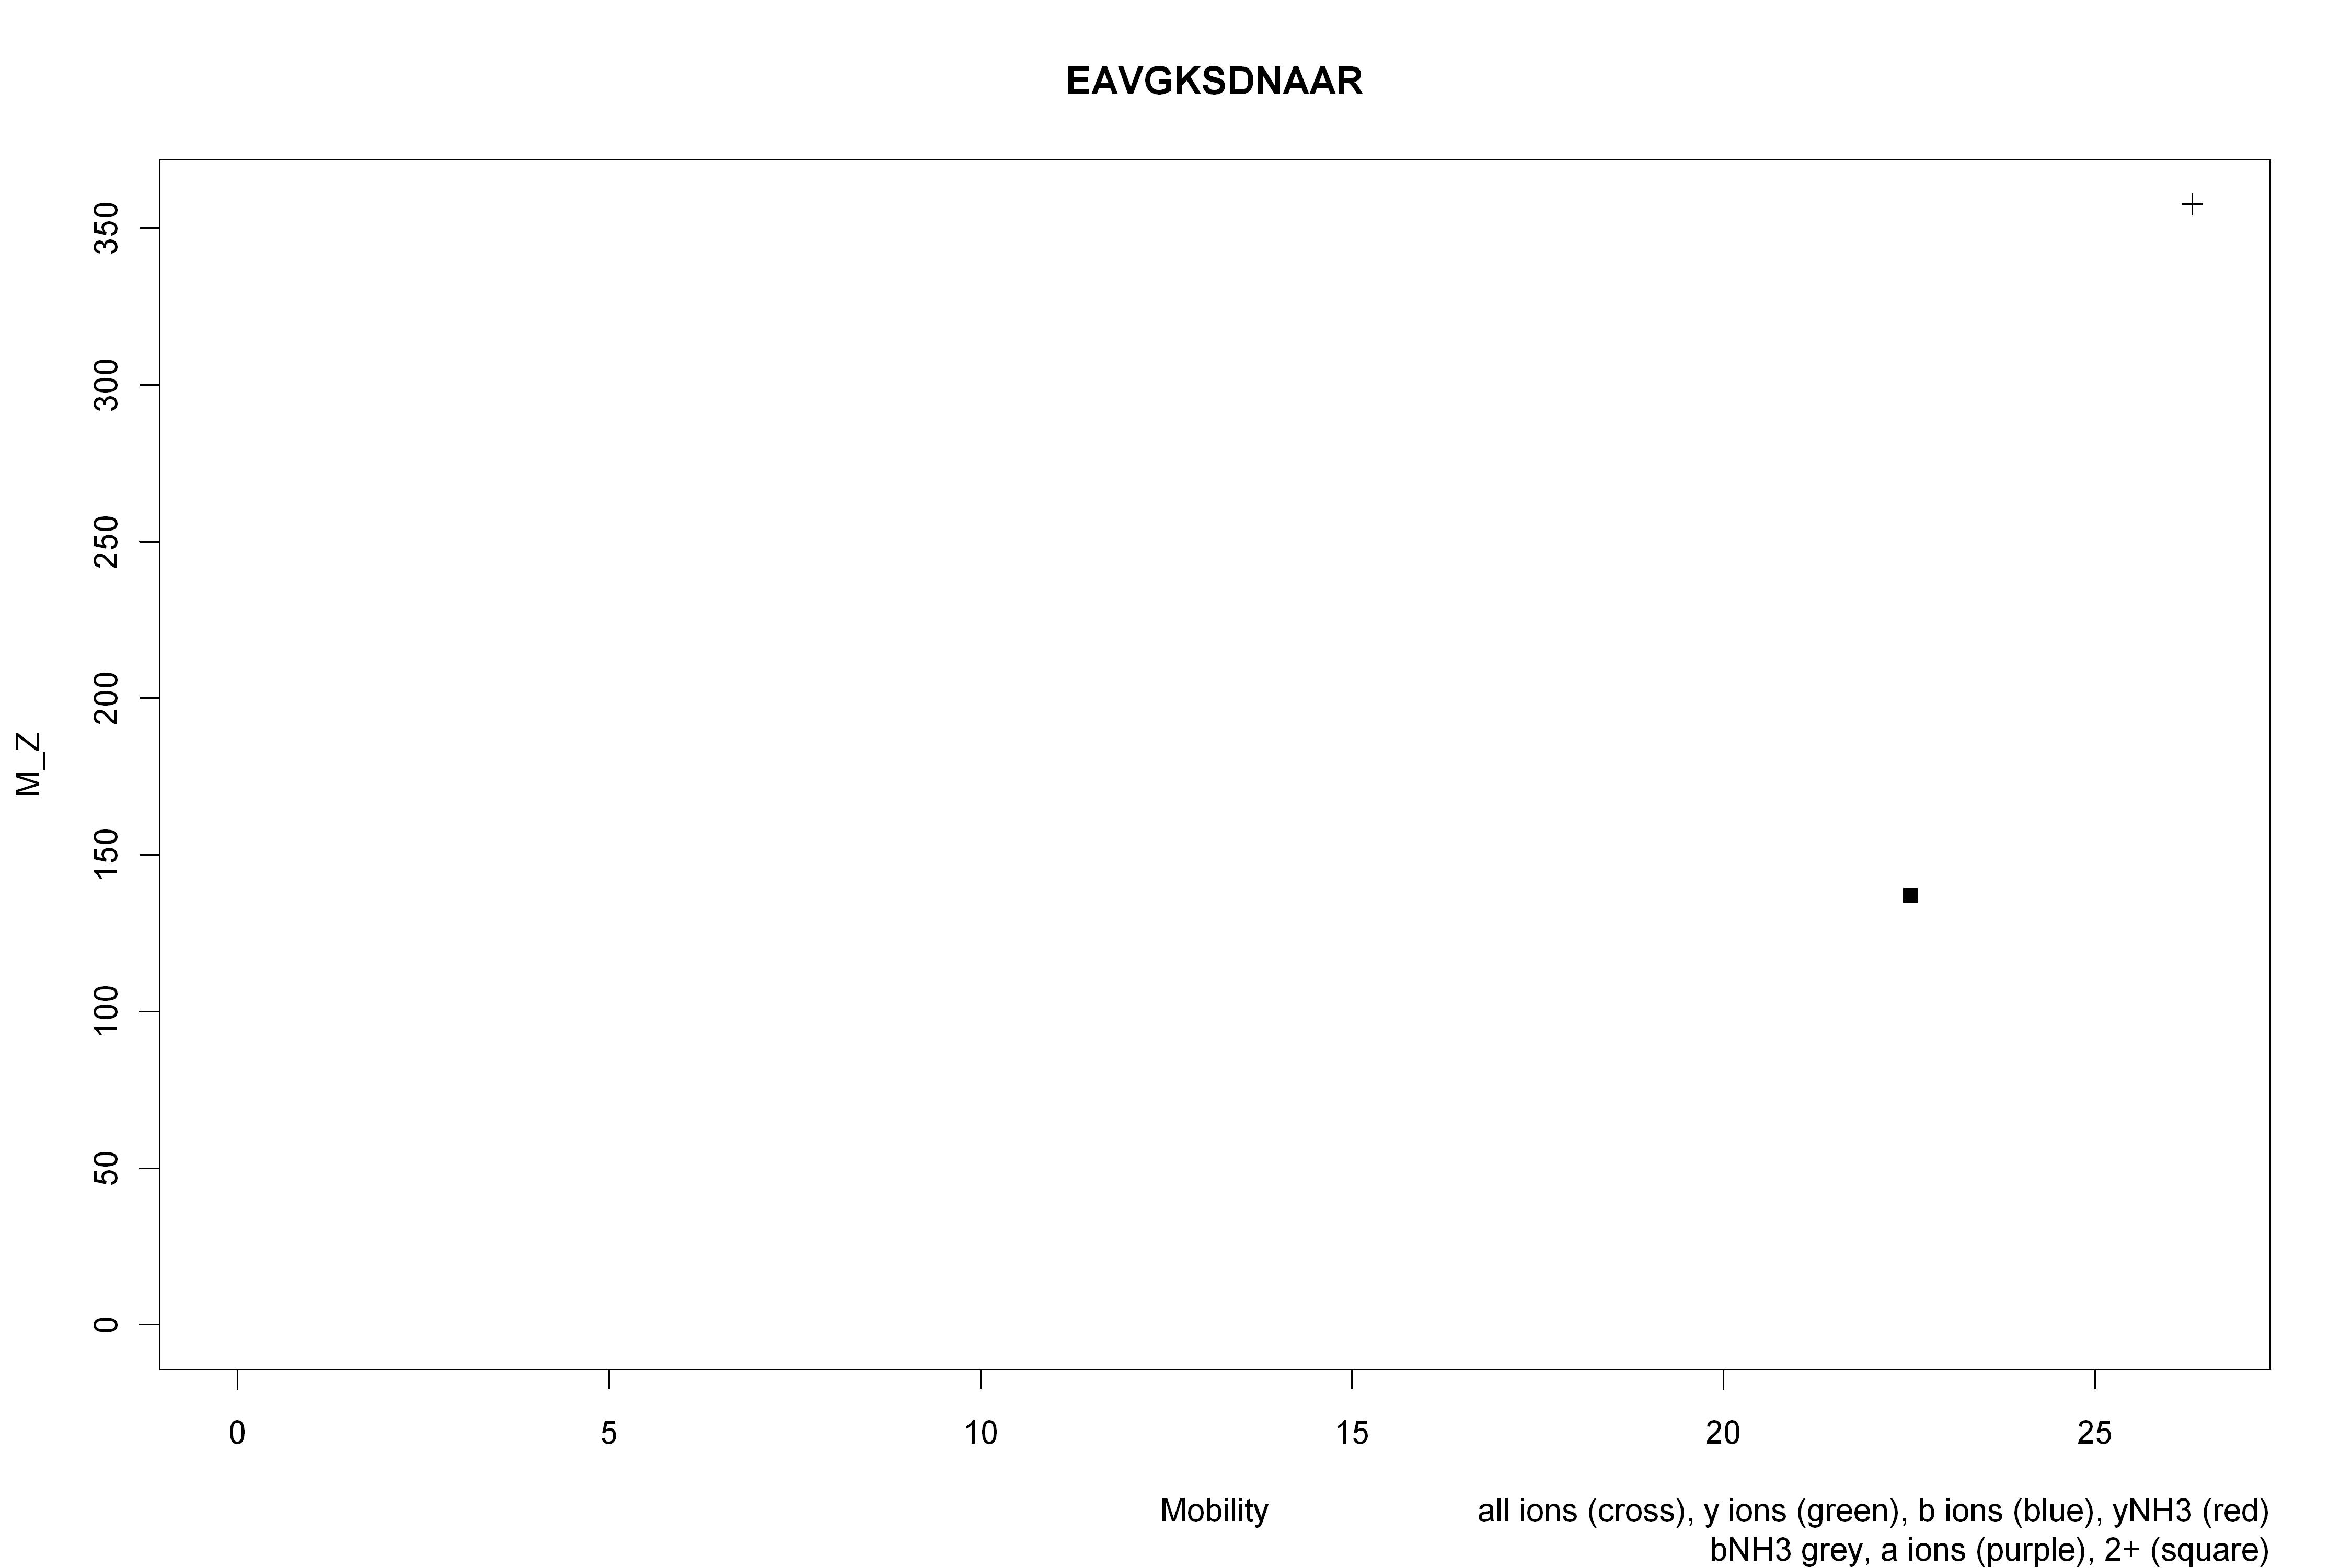 EAVGKSDNAAR
M_Z
350
300
250
200
150
100
50
0
0 5 10 15 20 25
Mobility
all ions (cross), y ions (green), b ions (blue), yNH3 (red)
bNH3 grey, a ions (purple), 2+ (square)